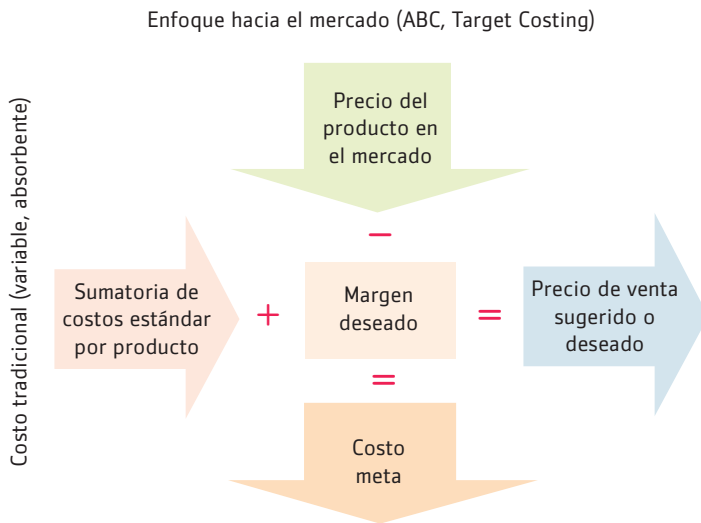 Enfoque hacia el mercado (ABC, Target Costing)
Costo tradicional (variable, absorbente)
Precio del
producto en
el mercado
−
Sumatoria de
costos estándar
por producto
+
Margen
deseado
=
Precio de venta
sugerido o
deseado
=
Costo
meta